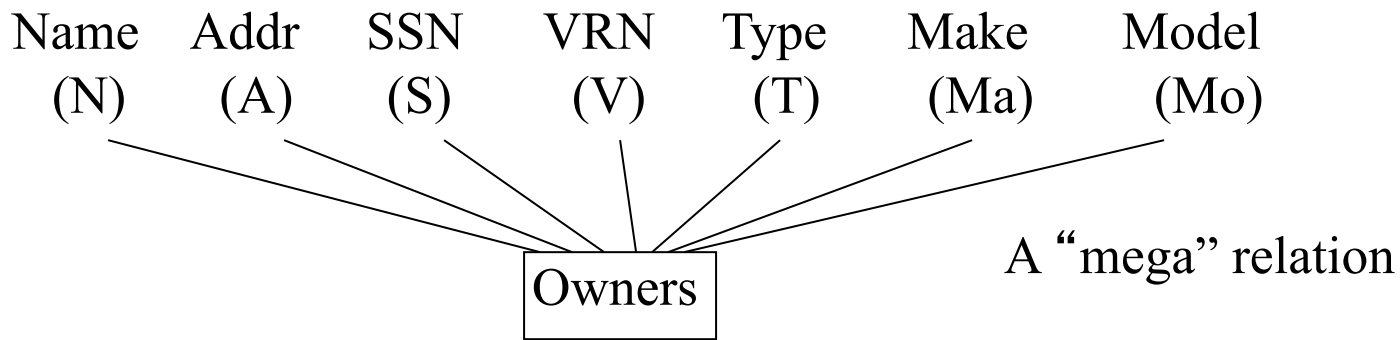 Name Addr SSN VRN Type Make Model
(N) (A) (S) (V) (T) (Ma) (Mo)
A “mega” relation
Owners